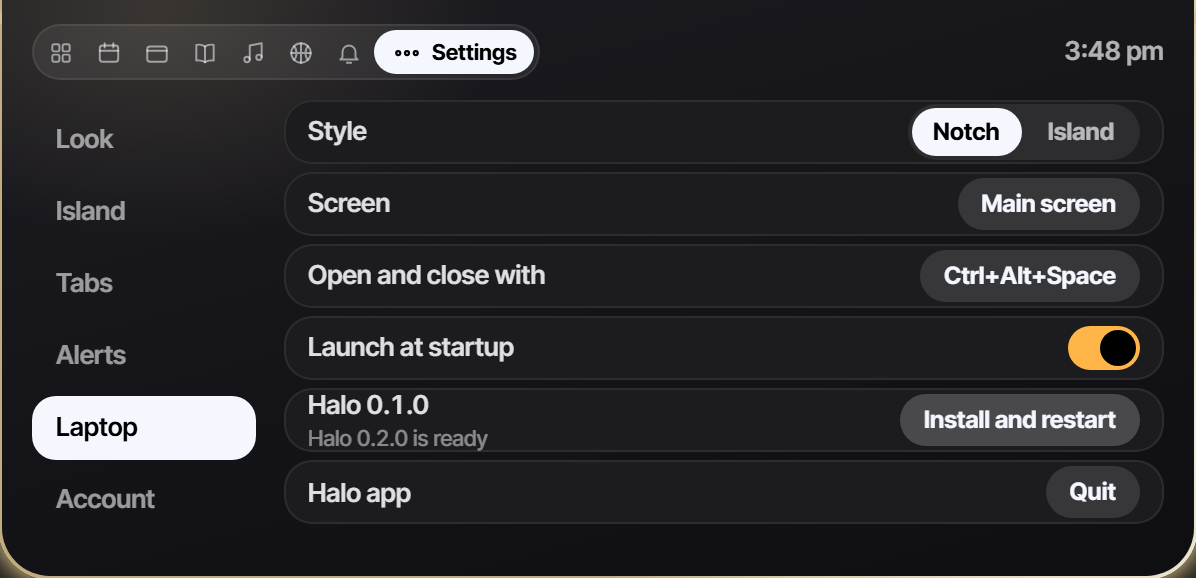 Settings
3:48 pm
Look
Island
Tabs
Alerts
Laptop
Account
Style
Notch
Island
Screen
Main screen
Open and close with
Ctrl+Alt+Space
Launch at startup
Halo 0.1.0
Halo 0.2.0 is ready
Install and restart
Halo app
Quit